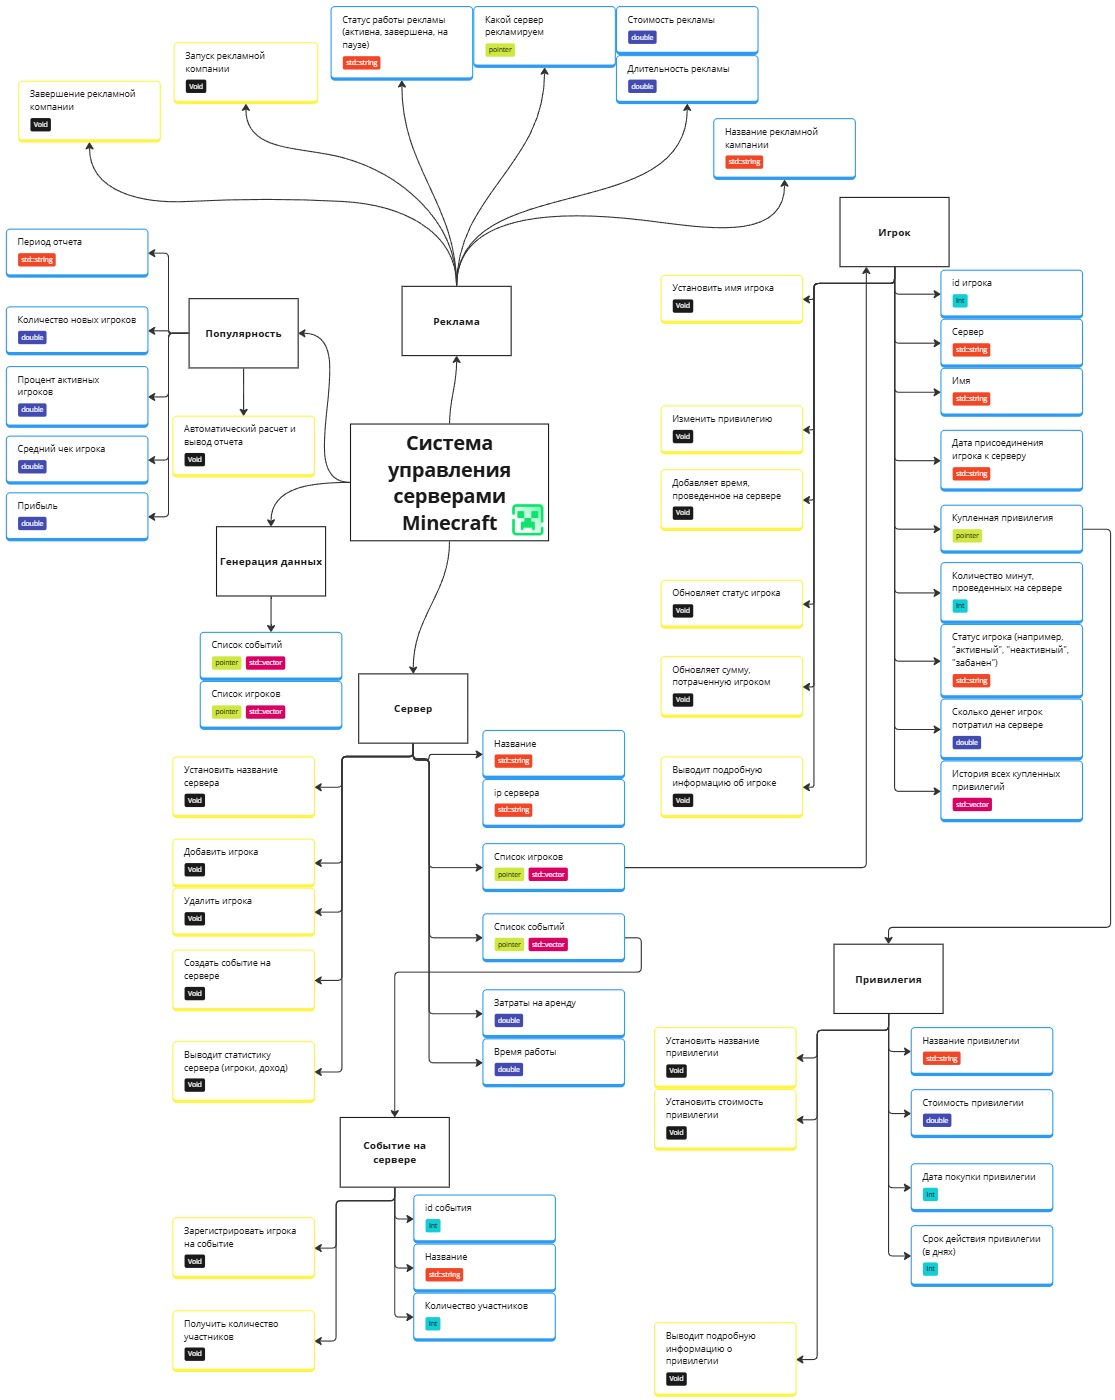 Статус работы рекламы
(активна, завершена, на
паузе)
std::string
Какой сервер
рекламируем
pointer
Стоимость рекламы
double
Длительность рекламы
double
Запуск рекламной
компании
Void
Завершение рекламной
компании
Void
Название рекламной
кампании
std::string
Реклама
Период отчета
std::string
Количество новых игроков
double
Процент активных
игроков
double
Средний чек игрока
double
Прибыль
double
Популярность
Автоматический расчет и
вывод отчета
Void
Система
управления
серверами
Minecraft
Генерация данных
Список событий
pointer std::vector
Список игроков
pointer std::vector
Игрок
Установить имя игрока
Void
Изменить привилегию
Void
Добавляет время,
проведенное на сервере
Void
Обновляет статус игрока
Void
Обновляет сумму,
потраченную игроком
Void
Выводит подробную
информацию об игроке
Void
id игрока
Int
Сервер
std::string
Имя
std::string
Дата присоединения
игрока к серверу
std::string
Купленная привилегия
pointer
Количество минут,
проведенных на сервере
Int
Статус игрока (например,
"активный", "неактивный",
"забанен")
std::string
Сколько денег игрок
потратил на сервере
double
История всех купленных
привилегий
std::vector
Сервер
Установить название
сервера
Void
Добавить игрока
Void
Удалить игрока
Void
Создать событие на
сервере
Void
Выводит статистику
сервера (игроки, доход)
Void
Название
std::string
ip сервера
std::string
Список игроков
pointer std::vector
Список событий
pointer std::vector
Затраты на аренду
double
Время работы
double
Событие на
сервере
Зарегистрировать игрока
на событие
Void
Получить количество
участников
Void
id события
Int
Название
std::string
Количество участников
Int
Привилегия
Установить название
привилегии
Void
Установить стоимость
привилегии
Void
Выводит подробную
информацию о
привилегии
Void
Название привилегии
std::string
Стоимость привилегии
double
Дата покупки привилегии
Int
Срок действия привилегии
(в днях)
Int